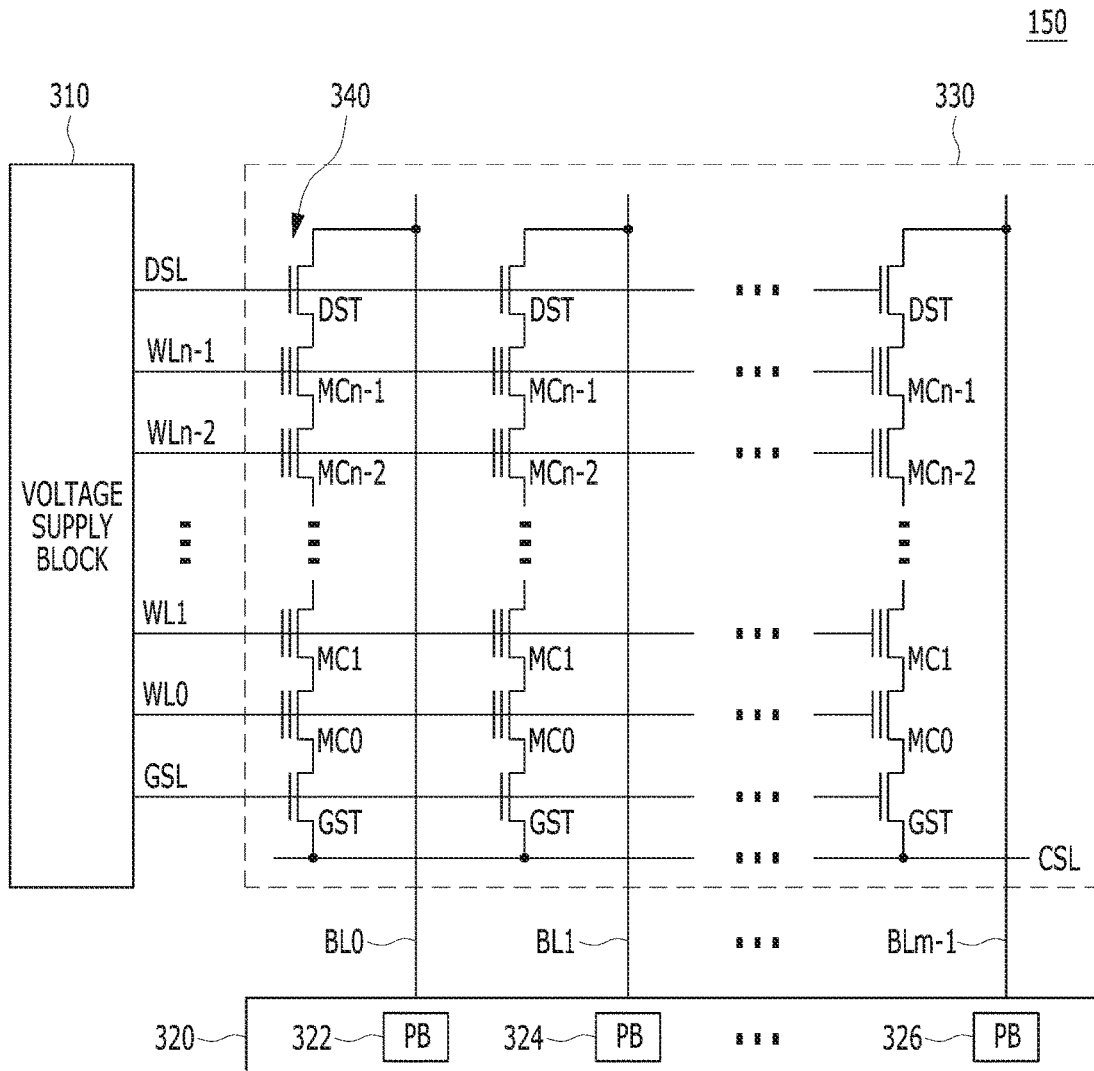 150
310
340
330
DSL
DST
DST
DST
WLn-1
MCn-1
MCn-1
MCn-1
WLn-2
MCn-2
MCn-2
MCn-2
VOLTAGE
SUPPLY
BLOCK
WL1
MC1
MC1
MC1
WL0
MC0
MC0
MC0
GSL
GST
GST
GST
CSL
BL0
BL1
BLm-1
320
322
PB
324
PB
326
PB